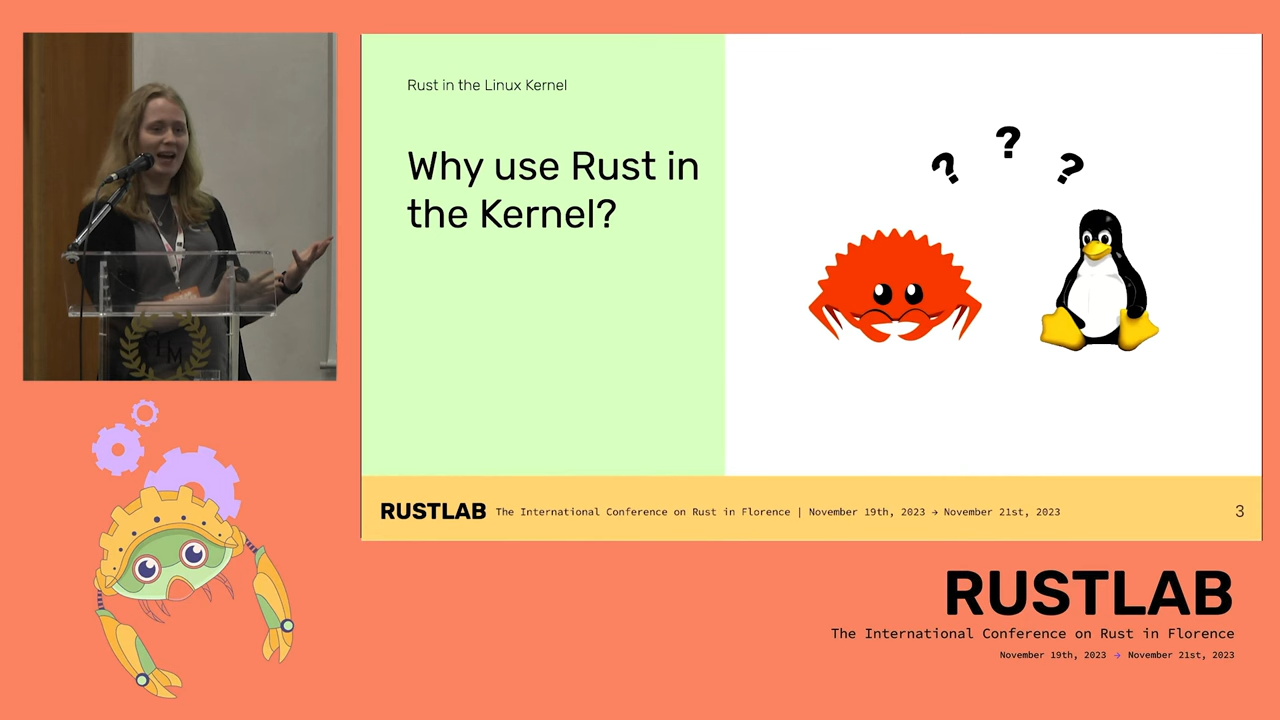 Rust in the Linux Kernel
Why use Rust in
the Kernel?
? ? ?
RUSTLAB The International Conference on Rust in Florence | November 19th, 2023 → November 21st, 2023 3
RUSTLAB
The International Conference on Rust in Florence
November 19th, 2023 → November 21st, 2023